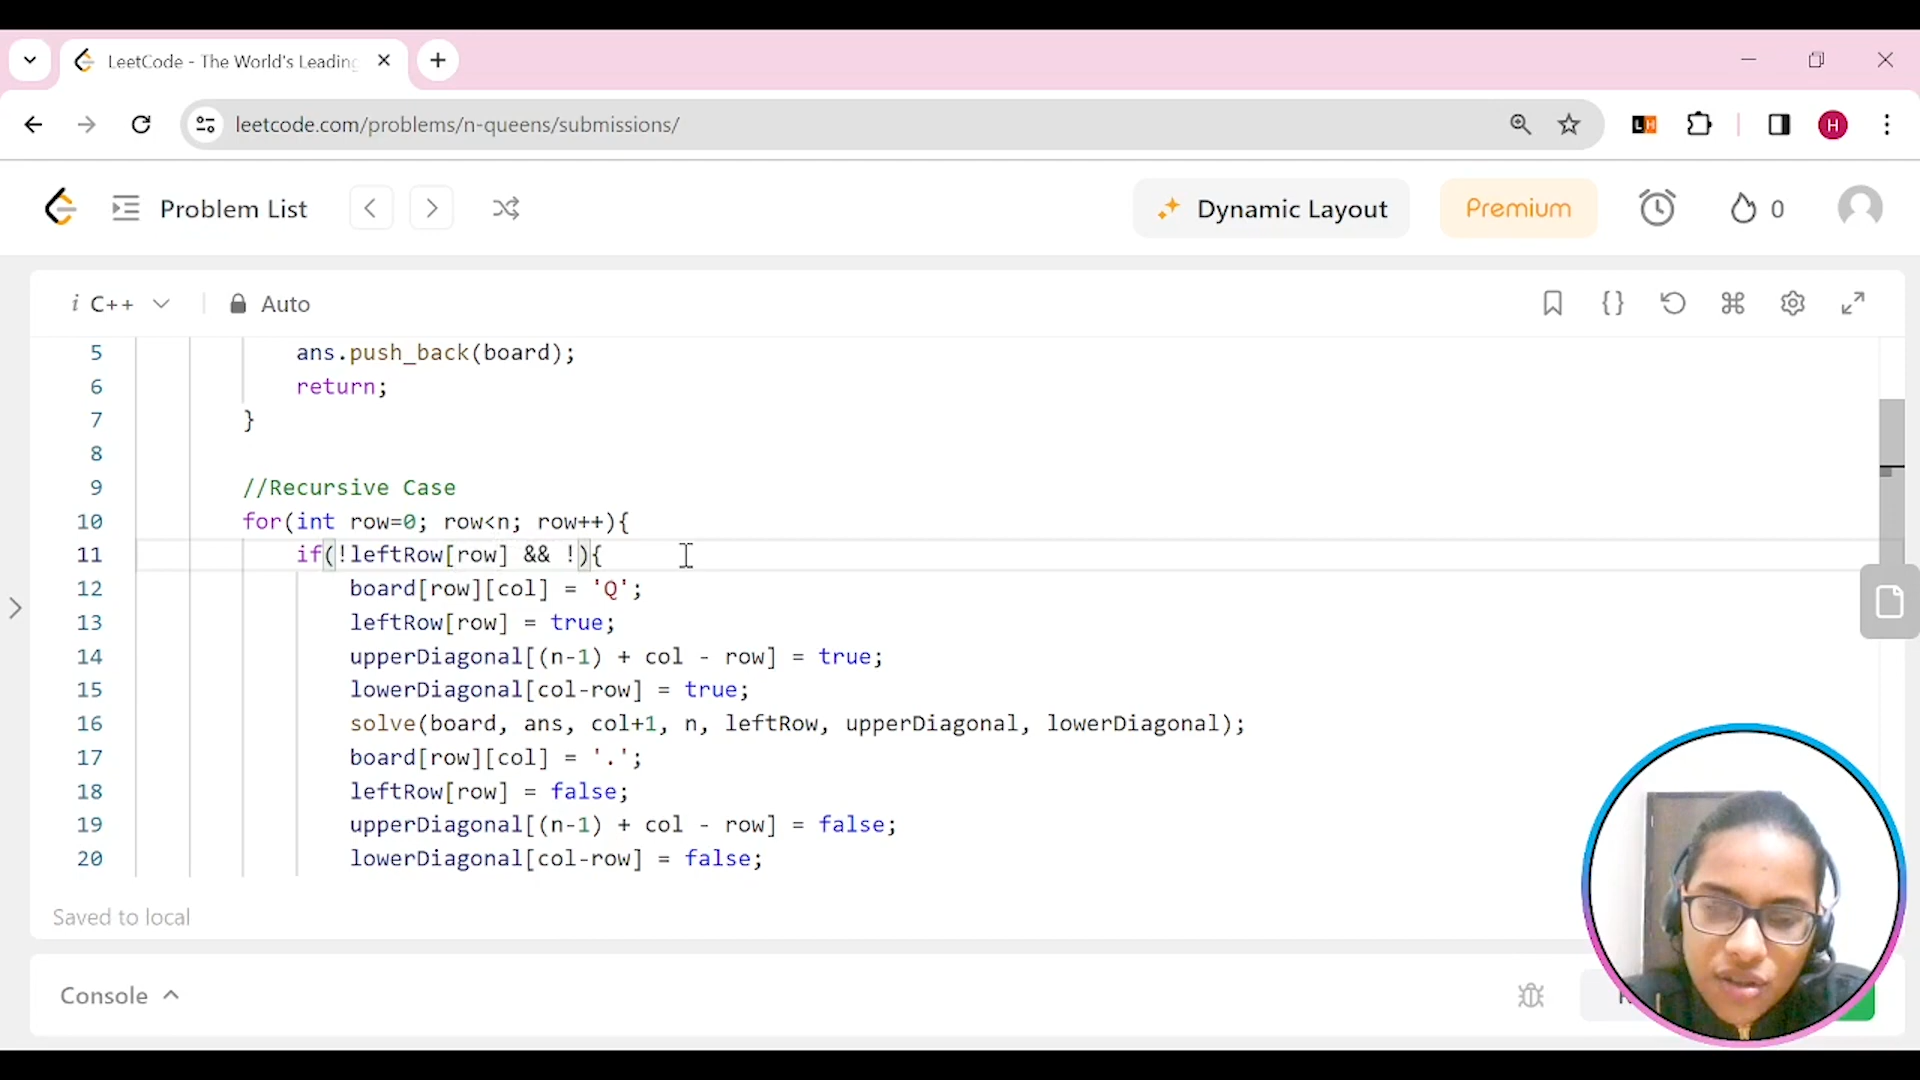 LeetCode - The World's Leading
leetcode.com/problems/n-queens/submissions/
H
Problem List
Dynamic Layout
Premium
0
i C++
Auto
5 ans.push_back(board);
6 return;
7 }
8
9 //Recursive Case
10 for(int row=0; row<n; row++){
11 if(!leftRow[row] && !){
12 board[row][col] = 'Q';
13 leftRow[row] = true;
14 upperDiagonal[(n-1) + col - row] = true;
15 lowerDiagonal[col-row] = true;
16 solve(board, ans, col+1, n, leftRow, upperDiagonal, lowerDiagonal);
17 board[row][col] = '.';
18 leftRow[row] = false;
19 upperDiagonal[(n-1) + col - row] = false;
20 lowerDiagonal[col-row] = false;
Saved to local
Console